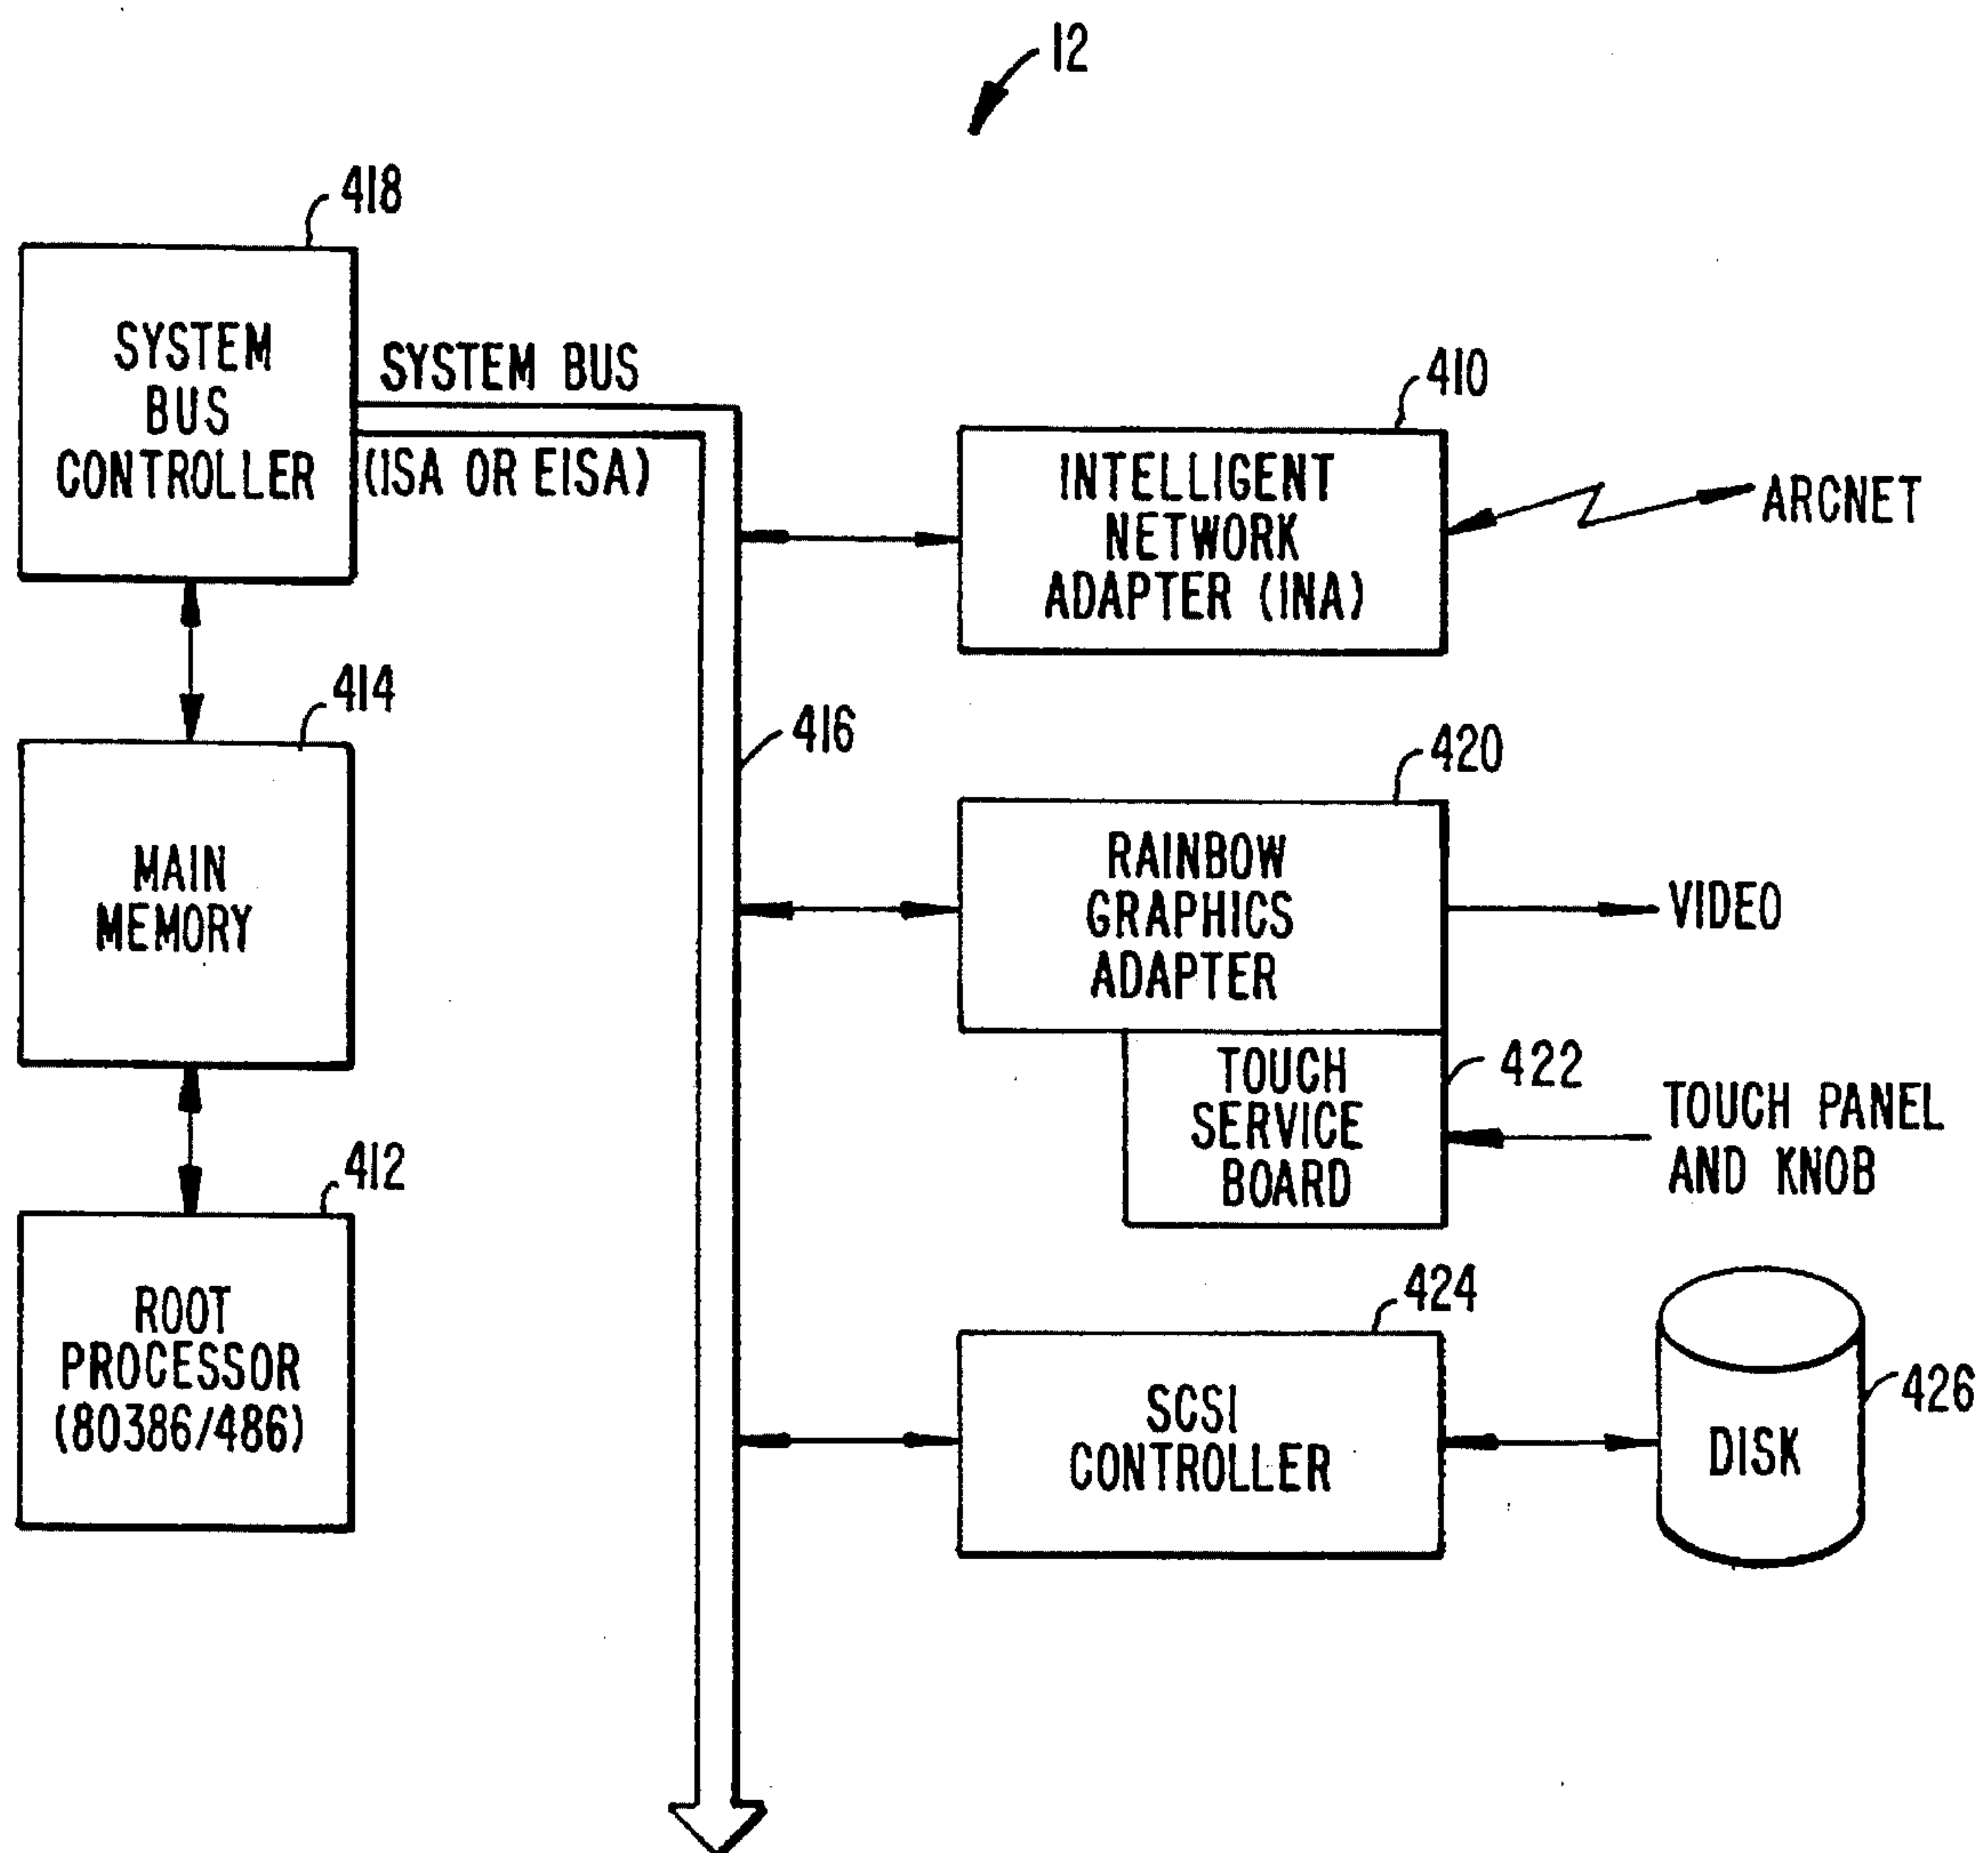 12
418
SYSTEM
BUS
CONTROLLER
SYSTEM BUS
(ISA OR EISA)
410
INTELLIGENT
NETWORK
ADAPTER (INA)
ARCNET
414
MAIN
MEMORY
416
420
RAINBOW
GRAPHICS
ADAPTER
VIDEO
TOUCH
SERVICE
BOARD
422
TOUCH PANEL
AND KNOB
412
ROOT
PROCESSOR
(80386/486)
424
SCSI
CONTROLLER
DISK
426